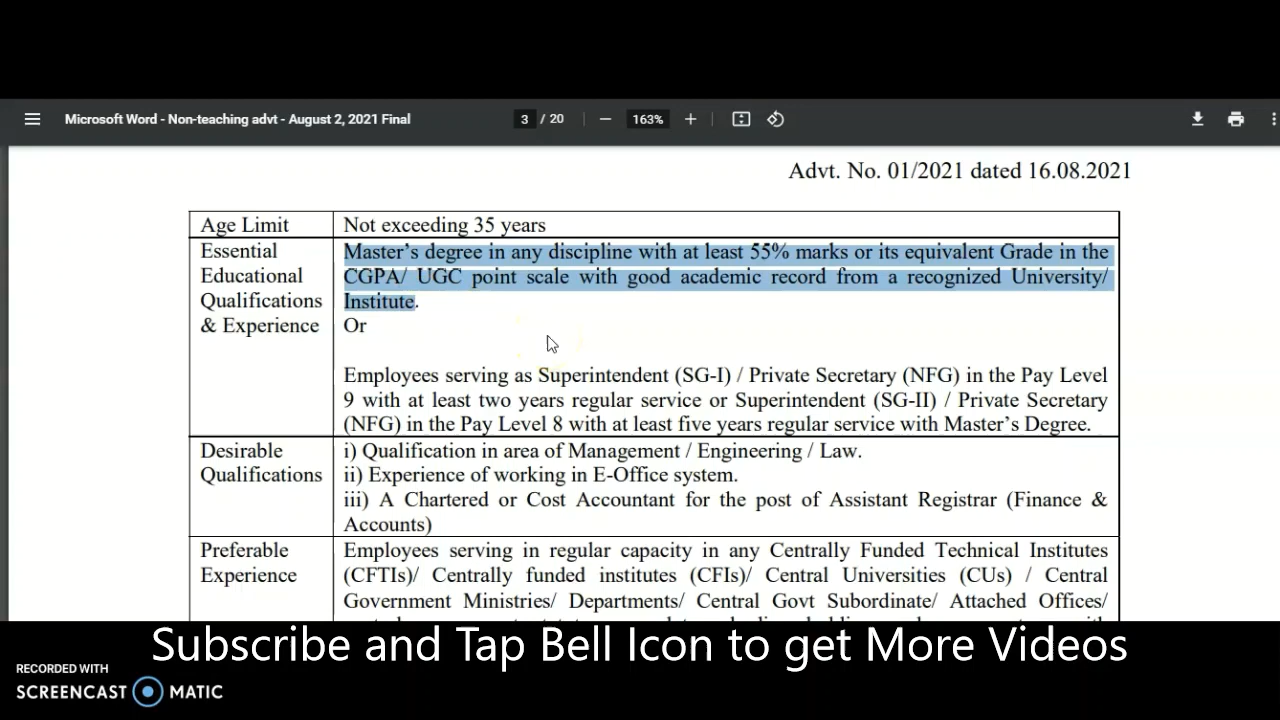 Microsoft Word - Non-teaching advt - August 2, 2021 Final
3 / 20
163%
Advt. No. 01/2021 dated 16.08.2021
Age Limit
Not exceeding 35 years
Essential
Educational
Qualifications
& Experience
Master's degree in any discipline with at least 55% marks or its equivalent Grade in the
CGPA/ UGC point scale with good academic record from a recognized University/
Institute.
Or
Employees serving as Superintendent (SG-I) / Private Secretary (NFG) in the Pay Level
9 with at least two years regular service or Superintendent (SG-II) / Private Secretary
(NFG) in the Pay Level 8 with at least five years regular service with Master's Degree.
Desirable
Qualifications
i) Qualification in area of Management / Engineering / Law.
ii) Experience of working in E-Office system.
iii) A Chartered or Cost Accountant for the post of Assistant Registrar (Finance &
Accounts)
Preferable
Experience
Employees serving in regular capacity in any Centrally Funded Technical Institutes
(CFTIs)/ Centrally funded institutes (CFIs)/ Central Universities (CUs) / Central
Government Ministries/ Departments/ Central Govt Subordinate/ Attached Offices/
Subscribe and Tap Bell Icon to get More Videos
RECORDED WITH
SCREENCAST MATIC